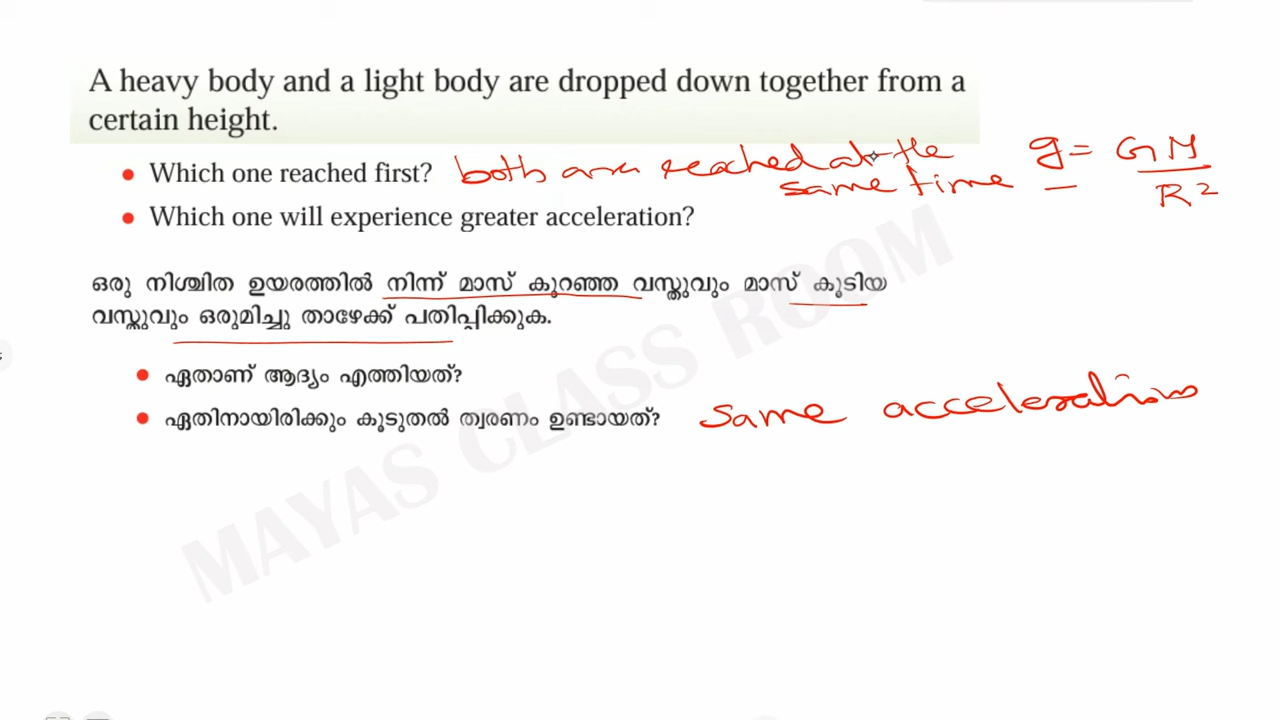 A heavy body and a light body are dropped down together from a
certain height.
• Which one reached first? both are reached at the
same time
g = GM
R2
• Which one will experience greater acceleration?
ഒരു നിശ്ചിത ഉയരത്തിൽ നിന്ന് മാസ് കുറഞ്ഞ വസ്തുവും മാസ് കൂടിയ
വസ്തുവും ഒരുമിച്ചു താഴേക്ക് പതിപ്പിക്കുക.
• ഏതാണ് ആദ്യം എത്തിയത്?
• ഏതിനായിരിക്കും കൂടുതൽ ത്വരണം ഉണ്ടായത്? same acceleration
MAYAS CLASS ROOM